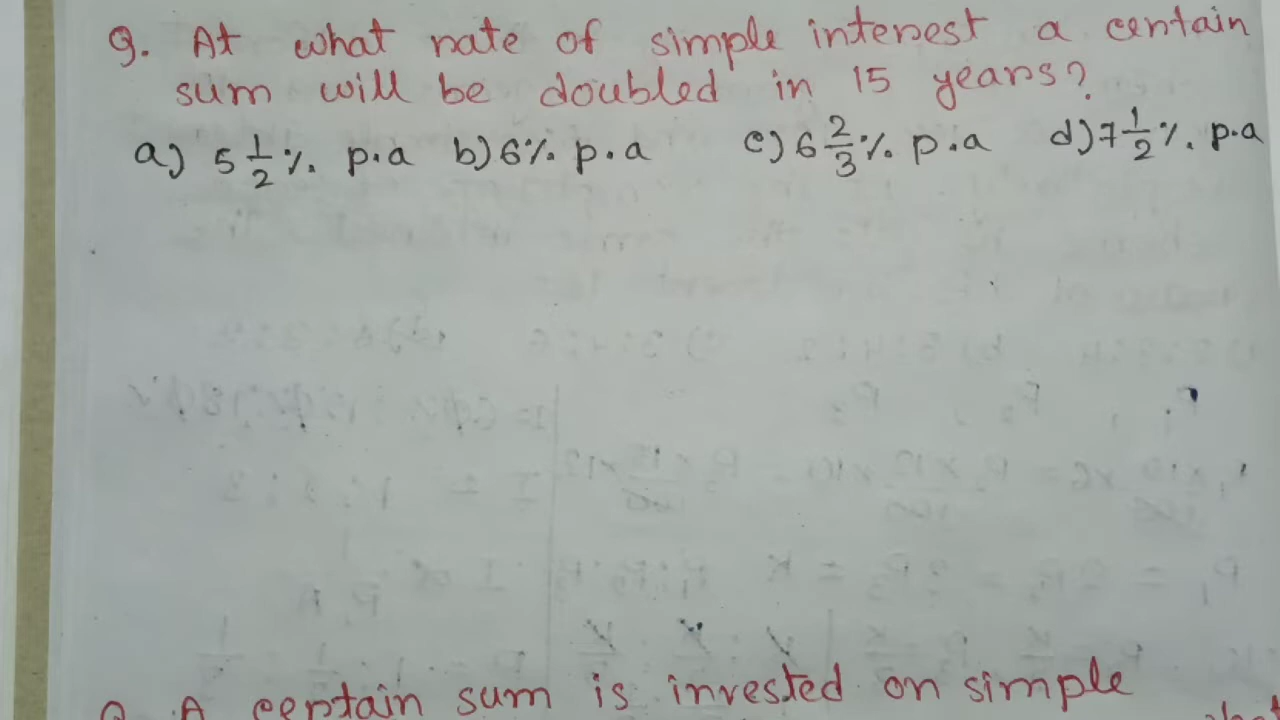 Q. At what rate of simple interest a certain
sum will be doubled in 15 years?
a) 5 1/2 %. p.a b) 6% p.a c) 6 2/3 %. p.a d) 7 1/2 %. p.a
Q. A certain sum is invested on simple